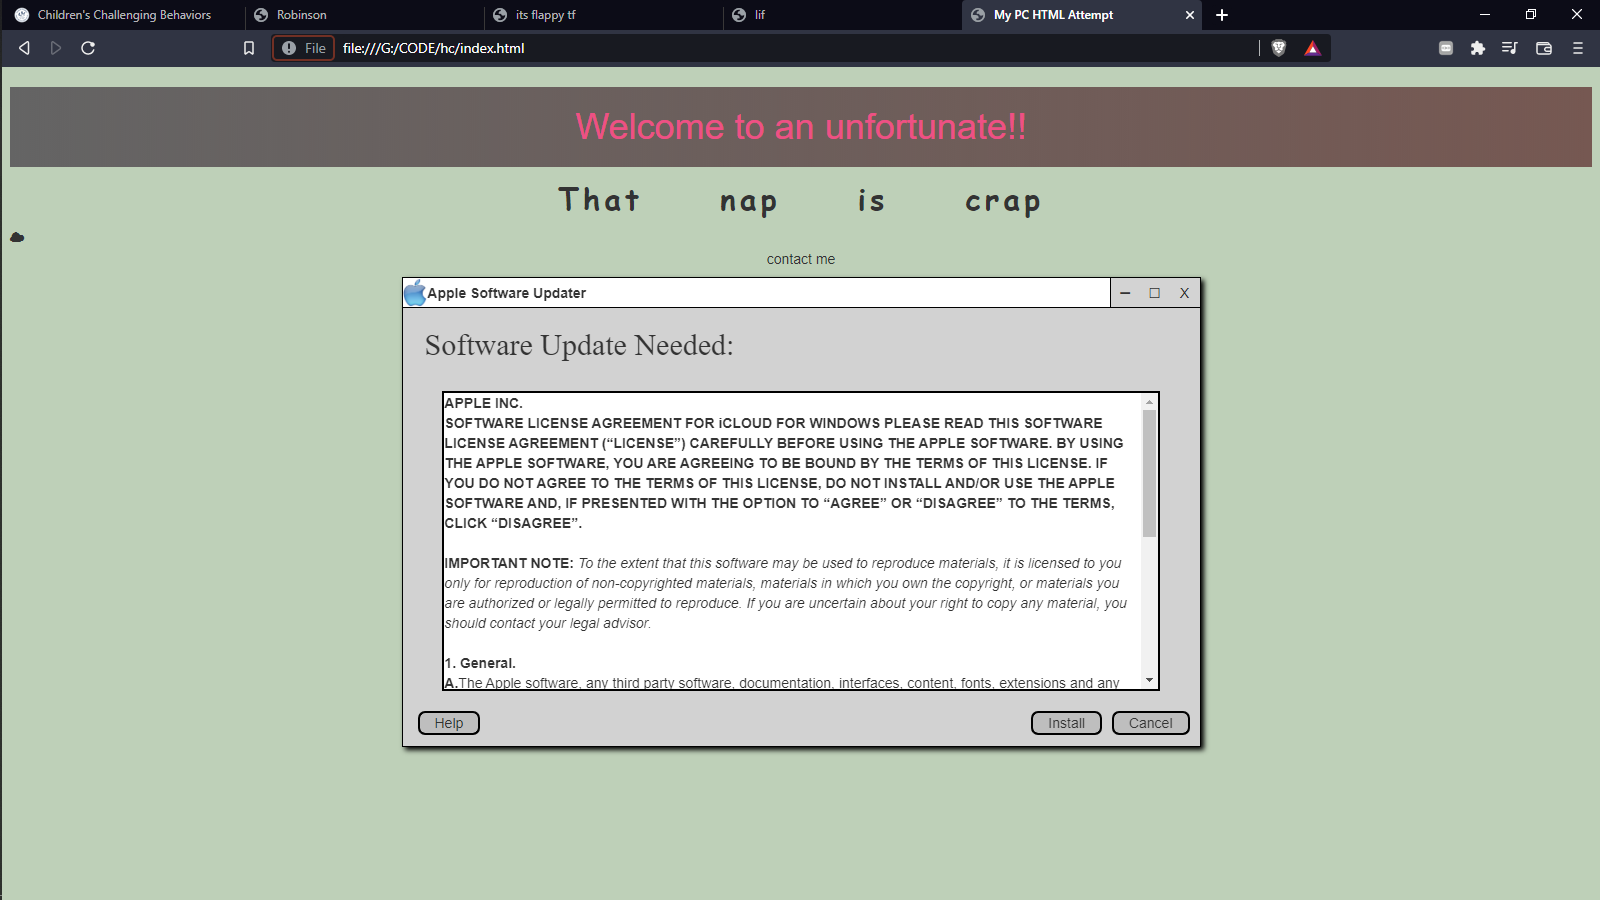 Children's Challenging Behaviors
Robinson
its flappy tf
lif
My PC HTML Attempt
File file:///G:/CODE/hc/index.html
Welcome to an unfortunate!!
That nap is crap
contact me
Apple Software Updater
X
Software Update Needed:
APPLE INC.
SOFTWARE LICENSE AGREEMENT FOR iCLOUD FOR WINDOWS PLEASE READ THIS SOFTWARE
LICENSE AGREEMENT (“LICENSE”) CAREFULLY BEFORE USING THE APPLE SOFTWARE. BY USING
THE APPLE SOFTWARE, YOU ARE AGREEING TO BE BOUND BY THE TERMS OF THIS LICENSE. IF
YOU DO NOT AGREE TO THE TERMS OF THIS LICENSE, DO NOT INSTALL AND/OR USE THE APPLE
SOFTWARE AND, IF PRESENTED WITH THE OPTION TO “AGREE” OR “DISAGREE” TO THE TERMS,
CLICK “DISAGREE”.
IMPORTANT NOTE: To the extent that this software may be used to reproduce materials, it is licensed to you
only for reproduction of non-copyrighted materials, materials in which you own the copyright, or materials you
are authorized or legally permitted to reproduce. If you are uncertain about your right to copy any material, you
should contact your legal advisor.
1. General.
A.The Apple software, any third party software, documentation, interfaces, content, fonts, extensions and any
Help
Install
Cancel